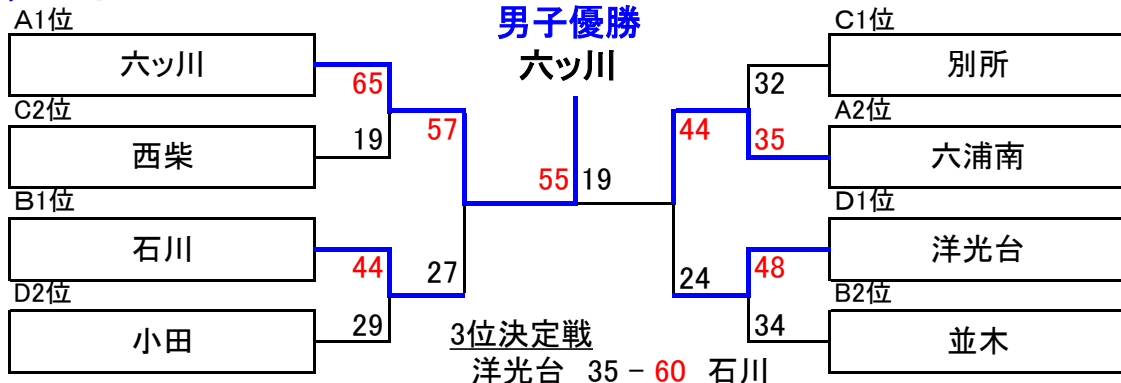 男子優勝
六ッ川
A1位
六ッ川
65
C2位
西柴
19
57
B1位
石川
44
D2位
小田
29
27
55 19
C1位
別所
32
A2位
六浦南
35
44
D1位
洋光台
48
B2位
並木
34
24
3位決定戦
洋光台 35 - 60 石川